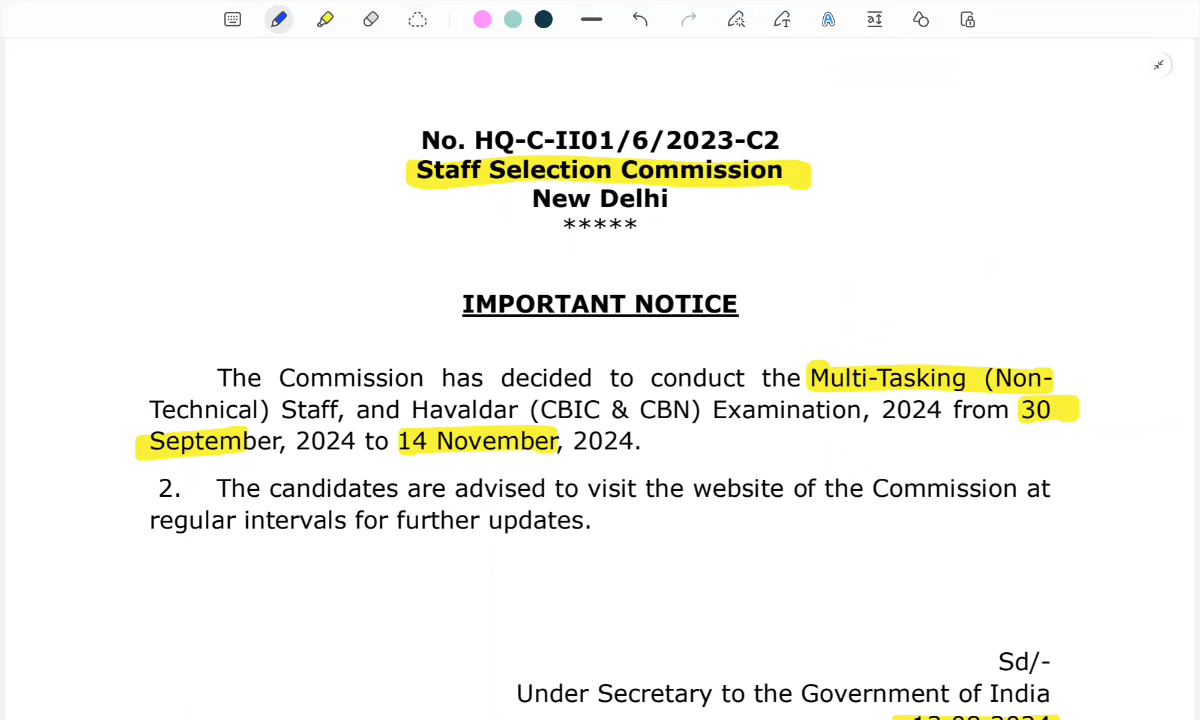 No. HQ-C-II01/6/2023-C2
Staff Selection Commission
New Delhi
*****
IMPORTANT NOTICE
The Commission has decided to conduct the Multi-Tasking (Non-
Technical) Staff, and Havaldar (CBIC & CBN) Examination, 2024 from 30
September, 2024 to 14 November, 2024.
2. The candidates are advised to visit the website of the Commission at
regular intervals for further updates.
Sd/-
Under Secretary to the Government of India